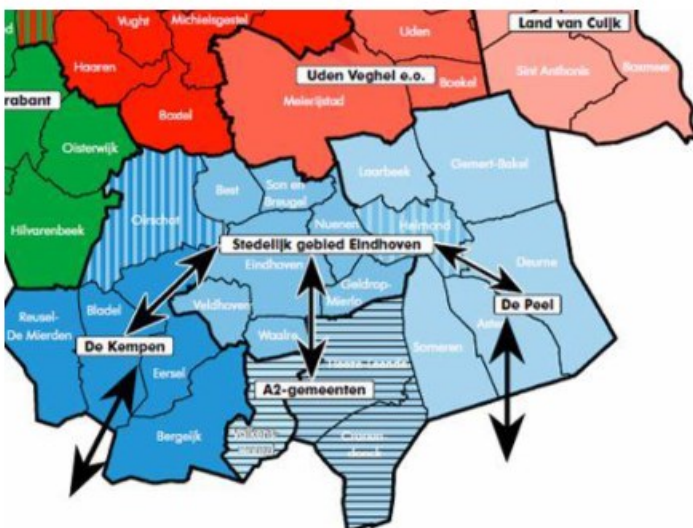 Vught
Michielsgestel
Uden
Land van Cuijk
Haaren
Uden Veghel e.o.
Sint Anthonis
Boxmeer
Boekel
rabant
Meierijstad
Boxtel
Oisterwijk
Laarbeek
Gemert-Bakel
Best
Son en
Breugel
Oirschot
Nuenen
Helmond
Hilvarenbeek
Stedelijk gebied Eindhoven
Eindhoven
Deurne
Geldrop-
Mierlo
Reusel-
De Mierden
Bladel
Veldhoven
De Peel
Waalre
De Kempen
Someren
Eersel
A2-gemeenten
Bergeijk
Cranen
donck